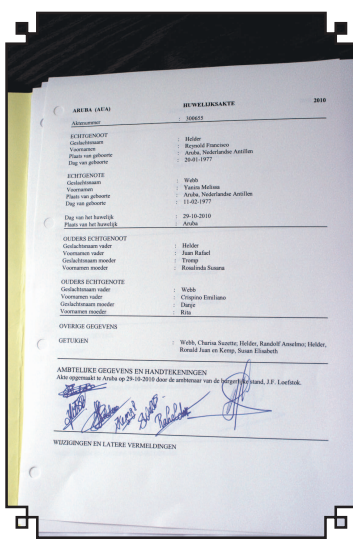 ARUBA (AUA) HUWELIJKSAKTE 2010
Aktenummer : 300655
ECHTGENOOT
Geslachtsnaam : Helder
Voornamen : Reynold Francisco
Plaats van geboorte : Aruba, Nederlandse Antillen
Dag van geboorte : 20-01-1977
ECHTGENOTE
Geslachtsnaam : Webb
Voornamen : Yanira Melissa
Plaats van geboorte : Aruba, Nederlandse Antillen
Dag van geboorte : 11-02-1977
Dag van het huwelijk : 29-10-2010
Plaats van het huwelijk : Aruba
OUDERS ECHTGENOOT
Geslachtsnaam vader : Helder
Voornamen vader : Juan Rafael
Geslachtsnaam moeder : Tromp
Voornamen moeder : Rosalinda Susana
OUDERS ECHTGENOTE
Geslachtsnaam vader : Webb
Voornamen vader : Crispino Emiliano
Geslachtsnaam moeder : Danje
Voornamen moeder : Rita
OVERIGE GEGEVENS
GETUIGEN : Webb, Charisa Suzette; Helder, Randolf Anselmo; Helder,
Ronald Juan en Kemp, Susan Elisabeth
AMBTELIJKE GEGEVENS EN HANDTEKENINGEN
Akte opgemaakt te Aruba op 29-10-2010 door de ambtenaar van de burgerlijke stand, J.F. Loefstok.
WIJZIGINGEN EN LATERE VERMELDINGEN